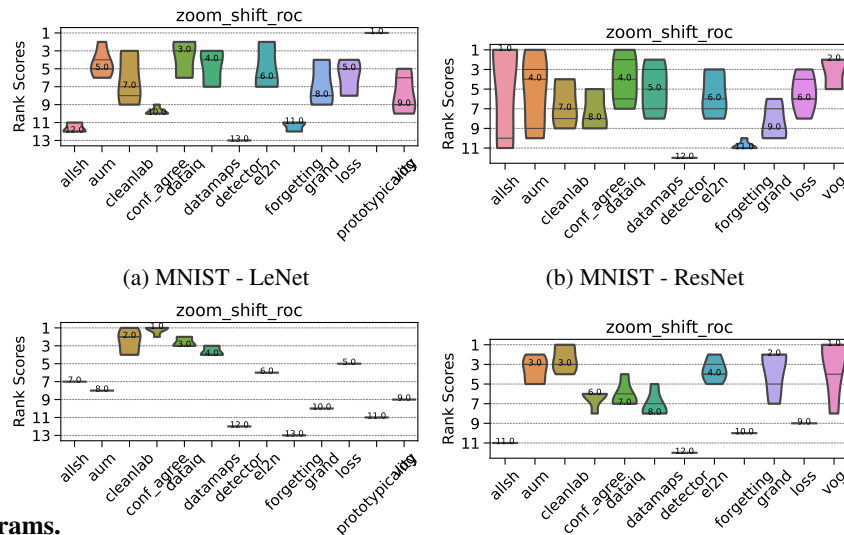 zoom_shift_roc
Rank Scores
1
3
5
7
9
11
13
12.0
5.0
7.0
10.0
3.0
4.0
13.0
6.0
11.0
8.0
5.0
1.0
9.0
allsh
aum
cleanlab
conf_agree
dataiq
datamaps
detector
el2n
forgetting
grand
loss
prototypicality
vog
(a) MNIST - LeNet
zoom_shift_roc
Rank Scores
1
3
5
7
9
11
1.0
4.0
7.0
8.0
4.0
5.0
12.0
6.0
9.0
6.0
2.0
allsh
aum
cleanlab
conf_agree
dataiq
datamaps
detector
el2n
forgetting
grand
loss
vog
(b) MNIST - ResNet
zoom_shift_roc
Rank Scores
1
3
5
7
9
11
13
7.0
8.0
2.0
1.0
3.0
4.0
12.0
6.0
13.0
10.0
5.0
11.0
9.0
allsh
aum
cleanlab
conf_agree
dataiq
datamaps
detector
el2n
forgetting
grand
loss
prototypicality
zoom_shift_roc
Rank Scores
1
3
5
7
9
11
11.0
3.0
3.0
6.0
7.0
8.0
12.0
4.0
10.0
2.0
9.0
1.0
allsh
aum
cleanlab
conf_agree
dataiq
datamaps
detector
el2n
forgetting
grand
loss
vog
rams.